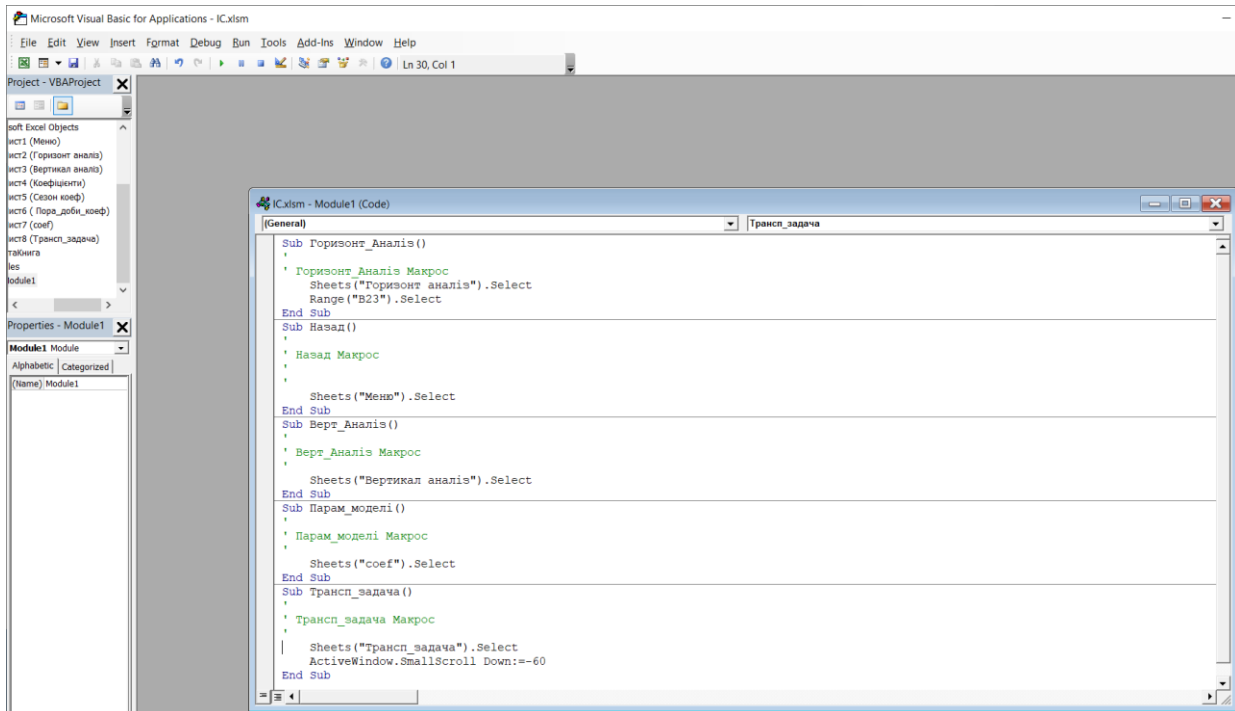 Microsoft Visual Basic for Applications - IC.xlsm
File Edit View Insert Format Debug Run Tools Add-Ins Window Help
Ln 30, Col 1
Project - VBAProject
soft Excel Objects
ист1 (Меню)
ист2 (Горизонт аналіз)
ист3 (Вертикал аналіз)
ист4 (Коефіцієнти)
ист5 (Сезон коеф)
ист6 ( Пора_доби_коеф)
ист7 (coef)
ист8 (Трансп_задача)
таКнига
les
lodule1
Properties - Module1
Module1 Module
Alphabetic Categorized
(Name) Module1
IC.xlsm - Module1 (Code)
(General) Трансп_задача
Sub Горизонт_Аналіз()
'
' Горизонт_Аналіз Макрос
Sheets("Горизонт аналіз").Select
Range("B23").Select
End Sub
Sub Назад()
'
' Назад Макрос
'
'
Sheets("Меню").Select
End Sub
Sub Верт_Аналіз()
'
' Верт_Аналіз Макрос
'
Sheets("Вертикал аналіз").Select
End Sub
Sub Парам_моделі()
'
' Парам_моделі Макрос
'
Sheets("coef").Select
End Sub
Sub Трансп_задача()
'
' Трансп_задача Макрос
'
Sheets("Трансп_задача").Select
ActiveWindow.SmallScroll Down:=-60
End Sub